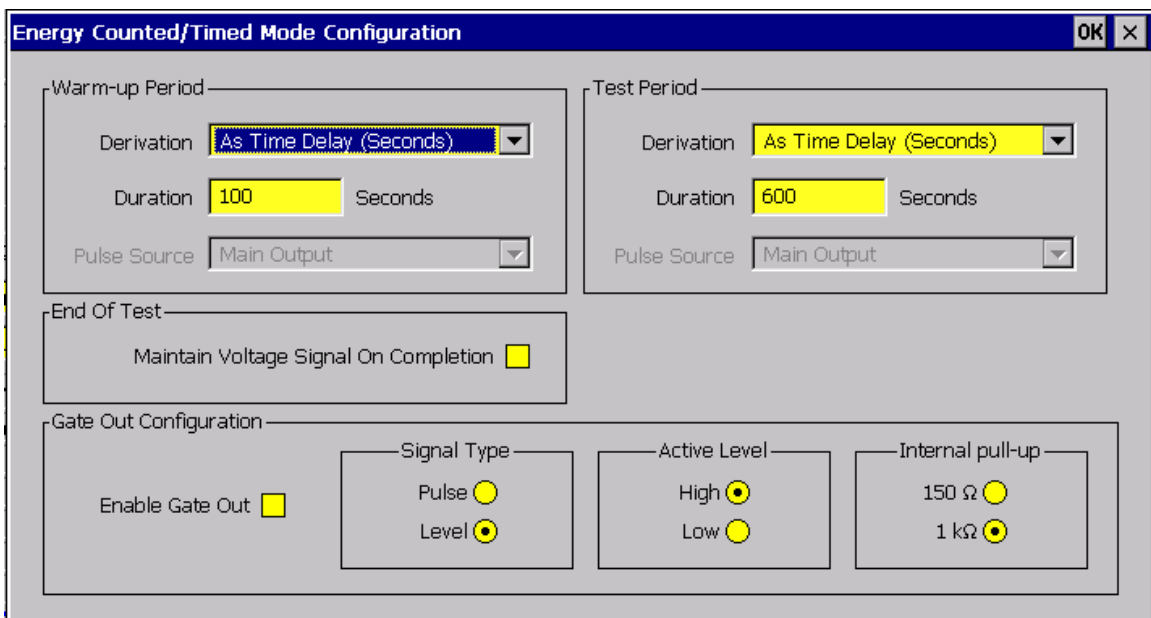 Energy Counted/Timed Mode Configuration OK ×
Warm-up Period
Derivation As Time Delay (Seconds)
Duration 100 Seconds
Pulse Source Main Output
Test Period
Derivation As Time Delay (Seconds)
Duration 600 Seconds
Pulse Source Main Output
End Of Test
Maintain Voltage Signal On Completion
Gate Out Configuration
Enable Gate Out
Signal Type
Pulse
Level
Active Level
High
Low
Internal pull-up
150 Ω
1 kΩ